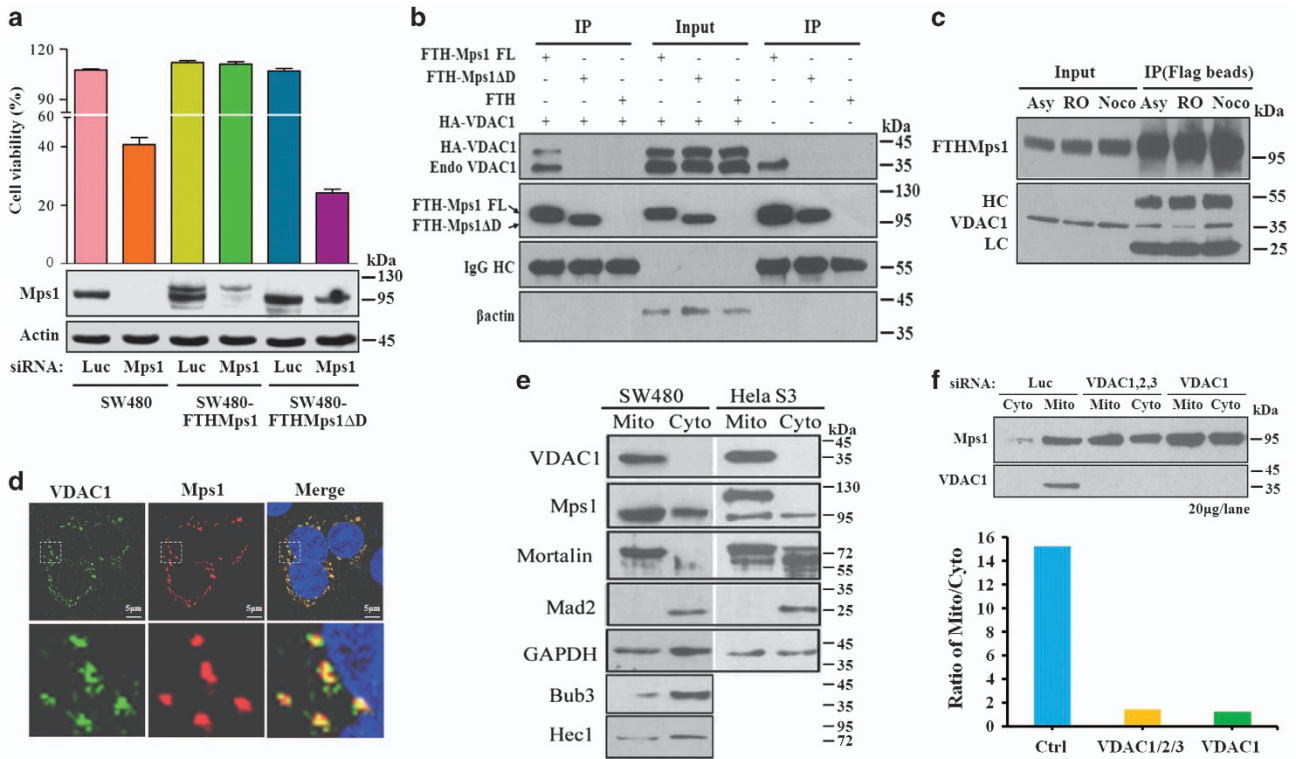 a
Cell viability (%)
120
90
60
40
20
0
kDa
Mps1
130
95
Actin
45
siRNA: Luc Mps1 Luc Mps1 Luc Mps1
SW480 SW480-FTHMps1 SW480-FTHMps1ΔD
b
IP Input IP
FTH-Mps1 FL + - - + - - + - -
FTH-Mps1ΔD - + - - + - - + -
FTH - - + - - + - - +
HA-VDAC1 + + + + + + - - -
kDa
HA-VDAC1
Endo VDAC1
45
35
FTH-Mps1 FL
FTH-Mps1ΔD
130
95
IgG HC
55
βactin
45
35
c
Input IP(Flag beads)
Asy RO Noco Asy RO Noco kDa
FTHMps1
95
HC
55
VDAC1
35
LC
25
d
VDAC1 Mps1 Merge
5μm 5μm 5μm
e
SW480 Hela S3
Mito Cyto Mito Cyto kDa
VDAC1
45
35
Mps1
130
95
Mortalin
72
55
Mad2
35
25
GAPDH
45
35
Bub3
45
35
Hec1
95
72
f
siRNA: Luc VDAC1,2,3 VDAC1
Cyto Mito Mito Cyto Mito Cyto kDa
Mps1
95
VDAC1
45
35
20μg/lane
Ratio of Mito/Cyto
16
14
12
10
8
6
4
2
0
Ctrl VDAC1/2/3 VDAC1